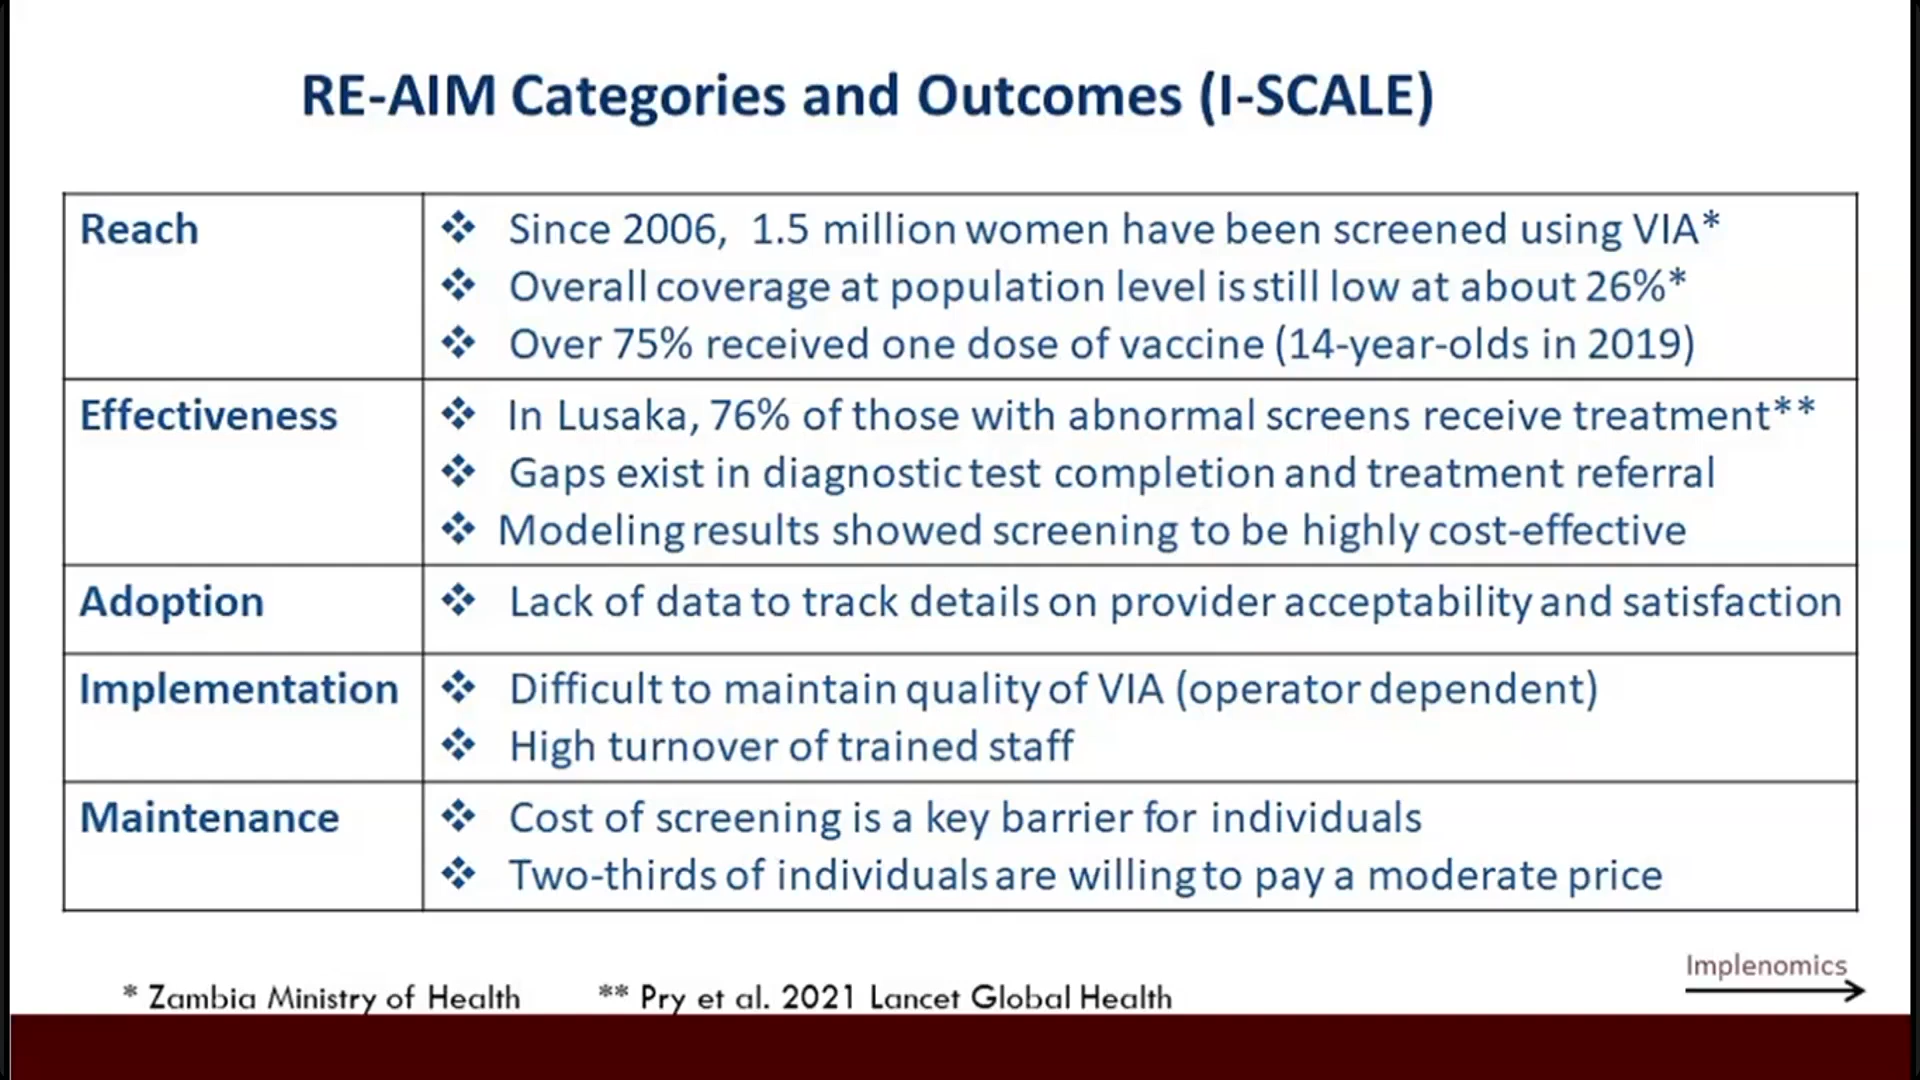 RE-AIM Categories and Outcomes (I-SCALE)
Reach
❖ Since 2006, 1.5 million women have been screened using VIA*
❖ Overall coverage at population level is still low at about 26%*
❖ Over 75% received one dose of vaccine (14-year-olds in 2019)
Effectiveness
❖ In Lusaka, 76% of those with abnormal screens receive treatment**
❖ Gaps exist in diagnostic test completion and treatment referral
❖ Modeling results showed screening to be highly cost-effective
Adoption
❖ Lack of data to track details on provider acceptability and satisfaction
Implementation
❖ Difficult to maintain quality of VIA (operator dependent)
❖ High turnover of trained staff
Maintenance
❖ Cost of screening is a key barrier for individuals
❖ Two-thirds of individuals are willing to pay a moderate price
Implenomics
* Zambia Ministry of Health ** Pry et al. 2021 Lancet Global Health